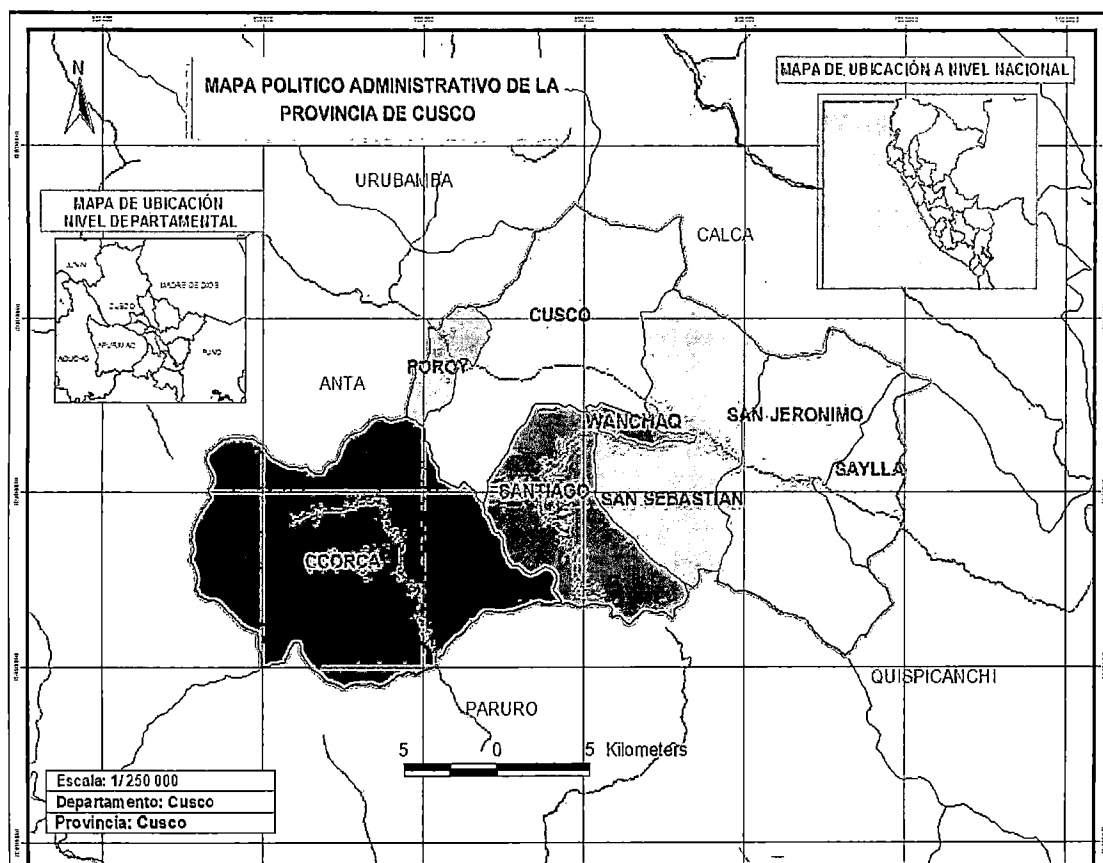 N
MAPA POLITICO ADMINISTRATIVO DE LA
PROVINCIA DE CUSCO
MAPA DE UBICACIÓN A NIVEL NACIONAL
MAPA DE UBICACIÓN
NIVEL DEPARTAMENTAL
JUNIN
MADRE DE DIOS
CUSCO
APURIMAC
PUNO
URUBAMBA
CALCA
CUSCO
POROY
ANTA
WANCHAQ
SAN JERONIMO
SAYLLA
SANTIAGO
SAN SEBASTIAN
CCORCA
QUISPICANCHI
PARURO
5 0 5 Kilometers
Escala: 1/250 000
Departamento: Cusco
Provincia: Cusco